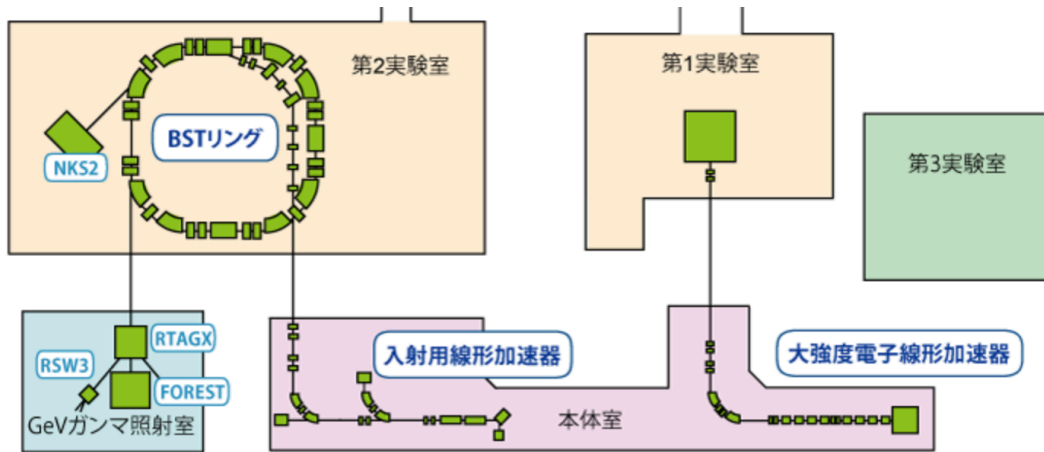 第2実験室
第1実験室
BSTリング
NKS2
第3実験室
RTAGX
RSW3
FOREST
GeVガンマ照射室
入射用線形加速器
大強度電子線形加速器
本体室